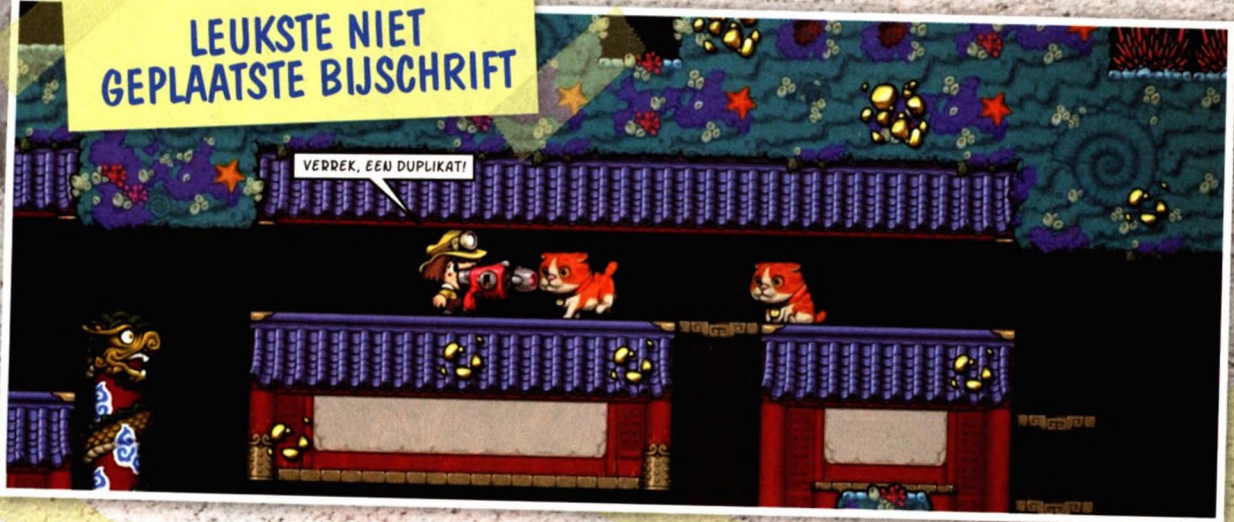 LEUKSTE NIET
GEPLAATSTE BIJSCHRIFT
VERREK, EEN DUPLIKAT!